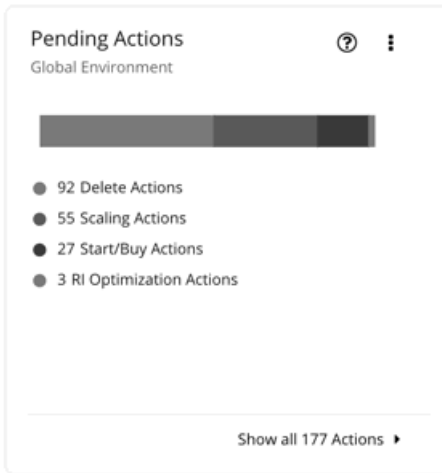 Pending Actions
Global Environment
92 Delete Actions
55 Scaling Actions
27 Start/Buy Actions
3 RI Optimization Actions
Show all 177 Actions